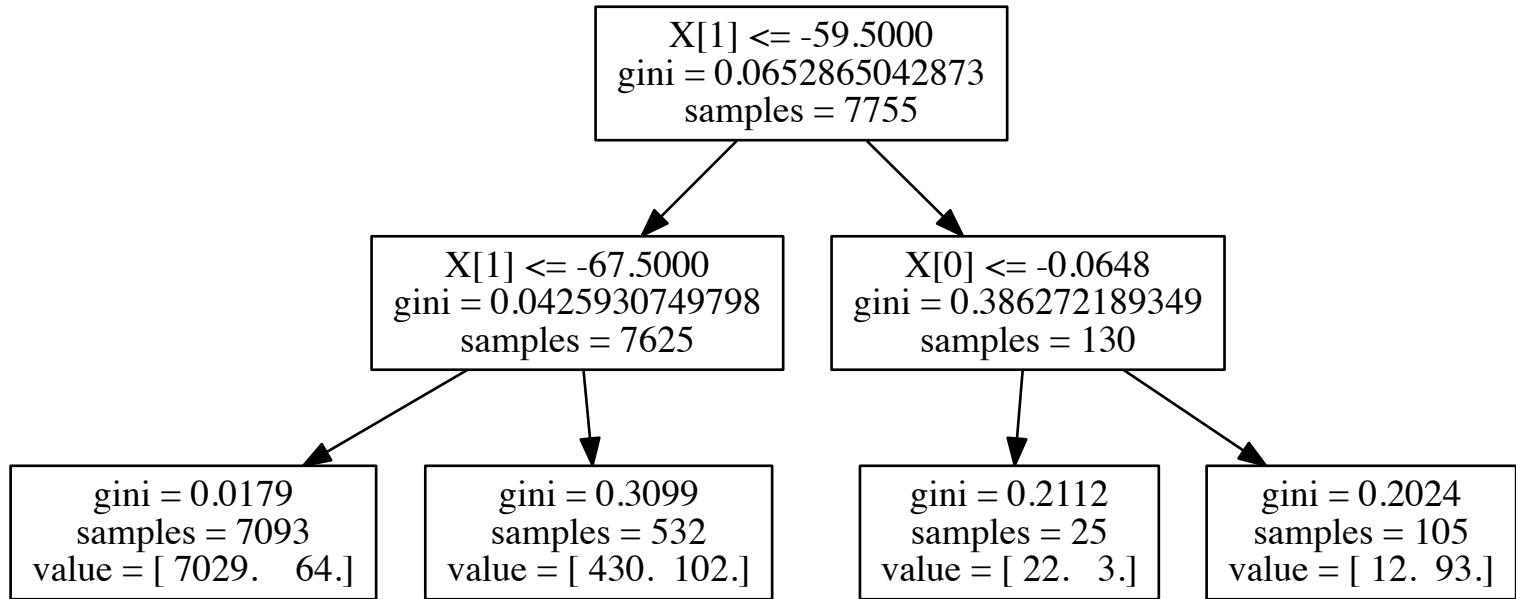 X[1] <= -59.5000
gini = 0.0652865042873
samples = 7755
X[1] <= -67.5000
gini = 0.0425930749798
samples = 7625
X[0] <= -0.0648
gini = 0.386272189349
samples = 130
gini = 0.0179
samples = 7093
value = [ 7029.    64.]
gini = 0.3099
samples = 532
value = [ 430.  102.]
gini = 0.2112
samples = 25
value = [ 22.   3.]
gini = 0.2024
samples = 105
value = [ 12.  93.]